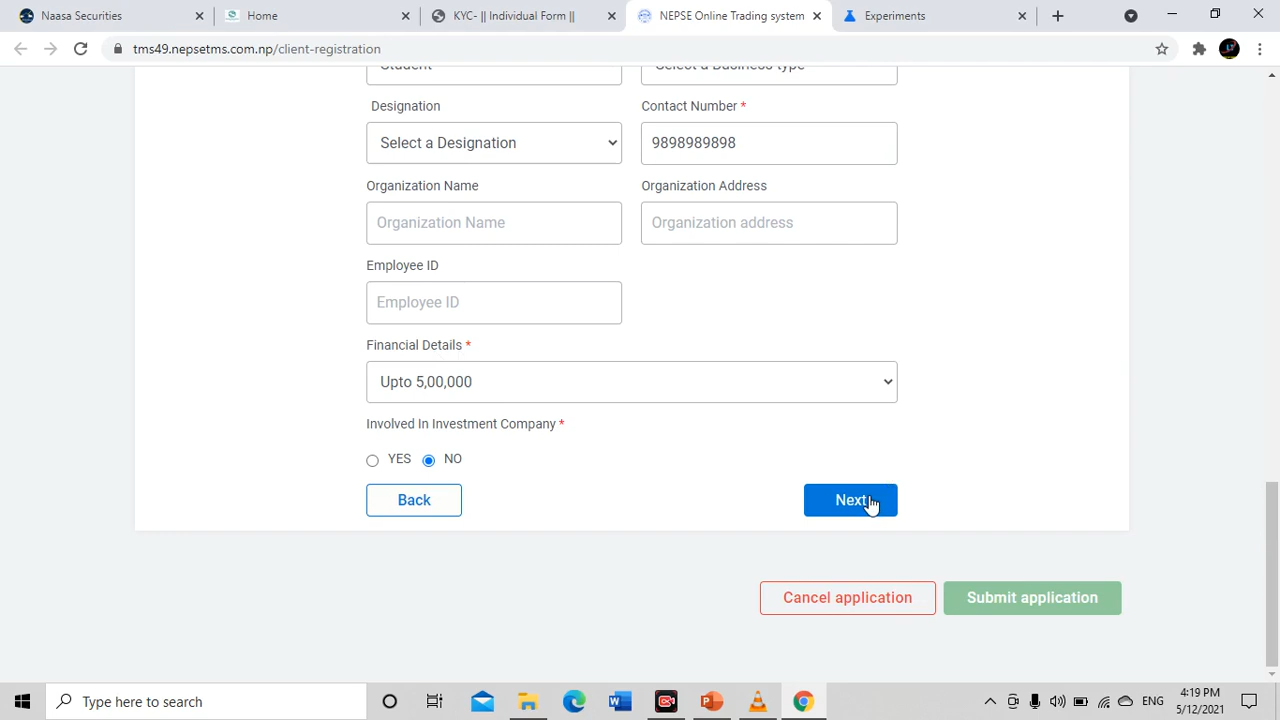 Naasa Securities
Home
KYC- || Individual Form ||
NEPSE Online Trading system
Experiments
tms49.nepsetms.com.np/client-registration
Student
Select a Business type
Designation
Contact Number *
Select a Designation
9898989898
Organization Name
Organization Address
Organization Name
Organization address
Employee ID
Employee ID
Financial Details *
Upto 5,00,000
Involved In Investment Company *
YES
NO
Back
Next
Cancel application
Submit application
Type here to search
ENG
4:19 PM
5/12/2021